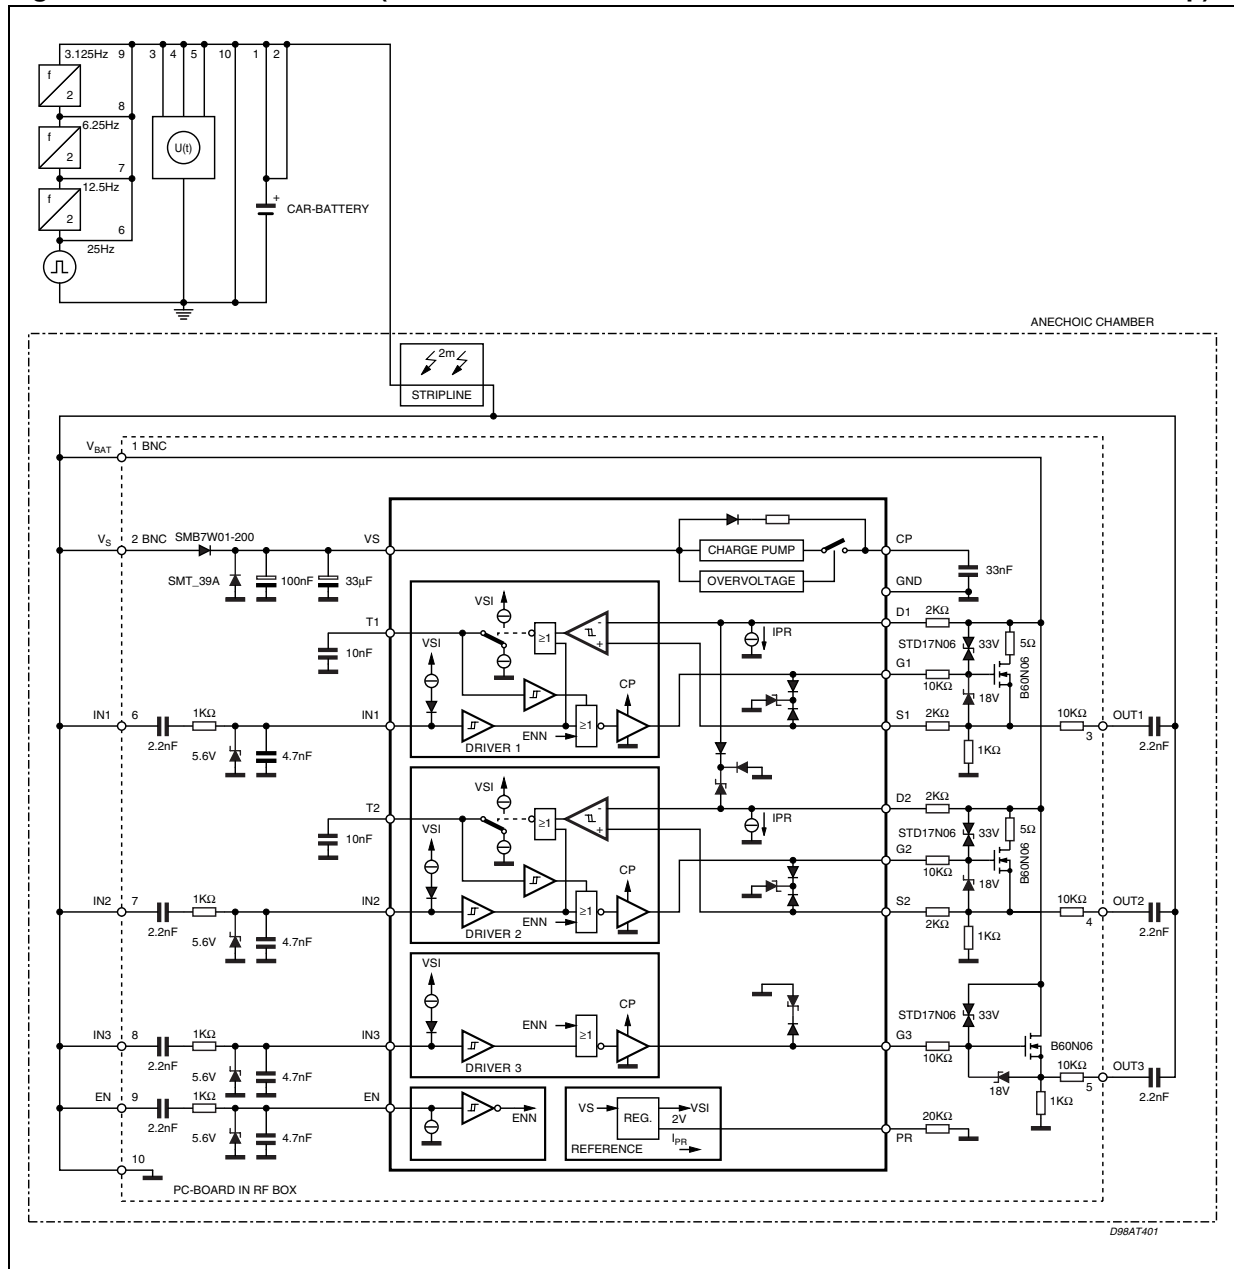 3.125Hz 9 3 4 5 10 1 2
f
2
8
6.25Hz
f
2
U(t)
7
12.5Hz
f
2
+
CAR-BATTERY
6
25Hz
ANECHOIC CHAMBER
2m
STRIPLINE
VBAT 1 BNC
VS 2 BNC SMB7W01-200 VS
CHARGE PUMP
CP
SMT_39A 100nF 33µF
OVERVOLTAGE
33nF
GND
VSI
D1 2KΩ
T1
VSI
≥1
-
+
IPR
STD17N06 33V 5Ω
10nF
CP
G1
10KΩ
18V
B60N06
IN1 6 1KΩ IN1
ENN
≥1
S1 2KΩ 10KΩ OUT1
3
2.2nF
5.6V 4.7nF
DRIVER 1
1KΩ
2.2nF
VSI
D2 2KΩ
T2
VSI
≥1
-
+
IPR
STD17N06 33V 5Ω
10nF
CP
G2
10KΩ
18V
B60N06
IN2 7 1KΩ IN2
ENN
≥1
S2
2KΩ
10KΩ OUT2
4
2.2nF
5.6V 4.7nF
DRIVER 2
1KΩ
2.2nF
VSI
CP
STD17N06 33V
IN3 8 1KΩ IN3
ENN
≥1
G3
10KΩ
B60N06
2.2nF
5.6V 4.7nF
DRIVER 3
18V
10KΩ OUT3
5
1KΩ
2.2nF
EN 9 1KΩ EN
ENN
VS
REG.
VSI
2V
2.2nF
5.6V 4.7nF
REFERENCE
IPR
20KΩ
PR
10
PC-BOARD IN RF BOX
D98AT401